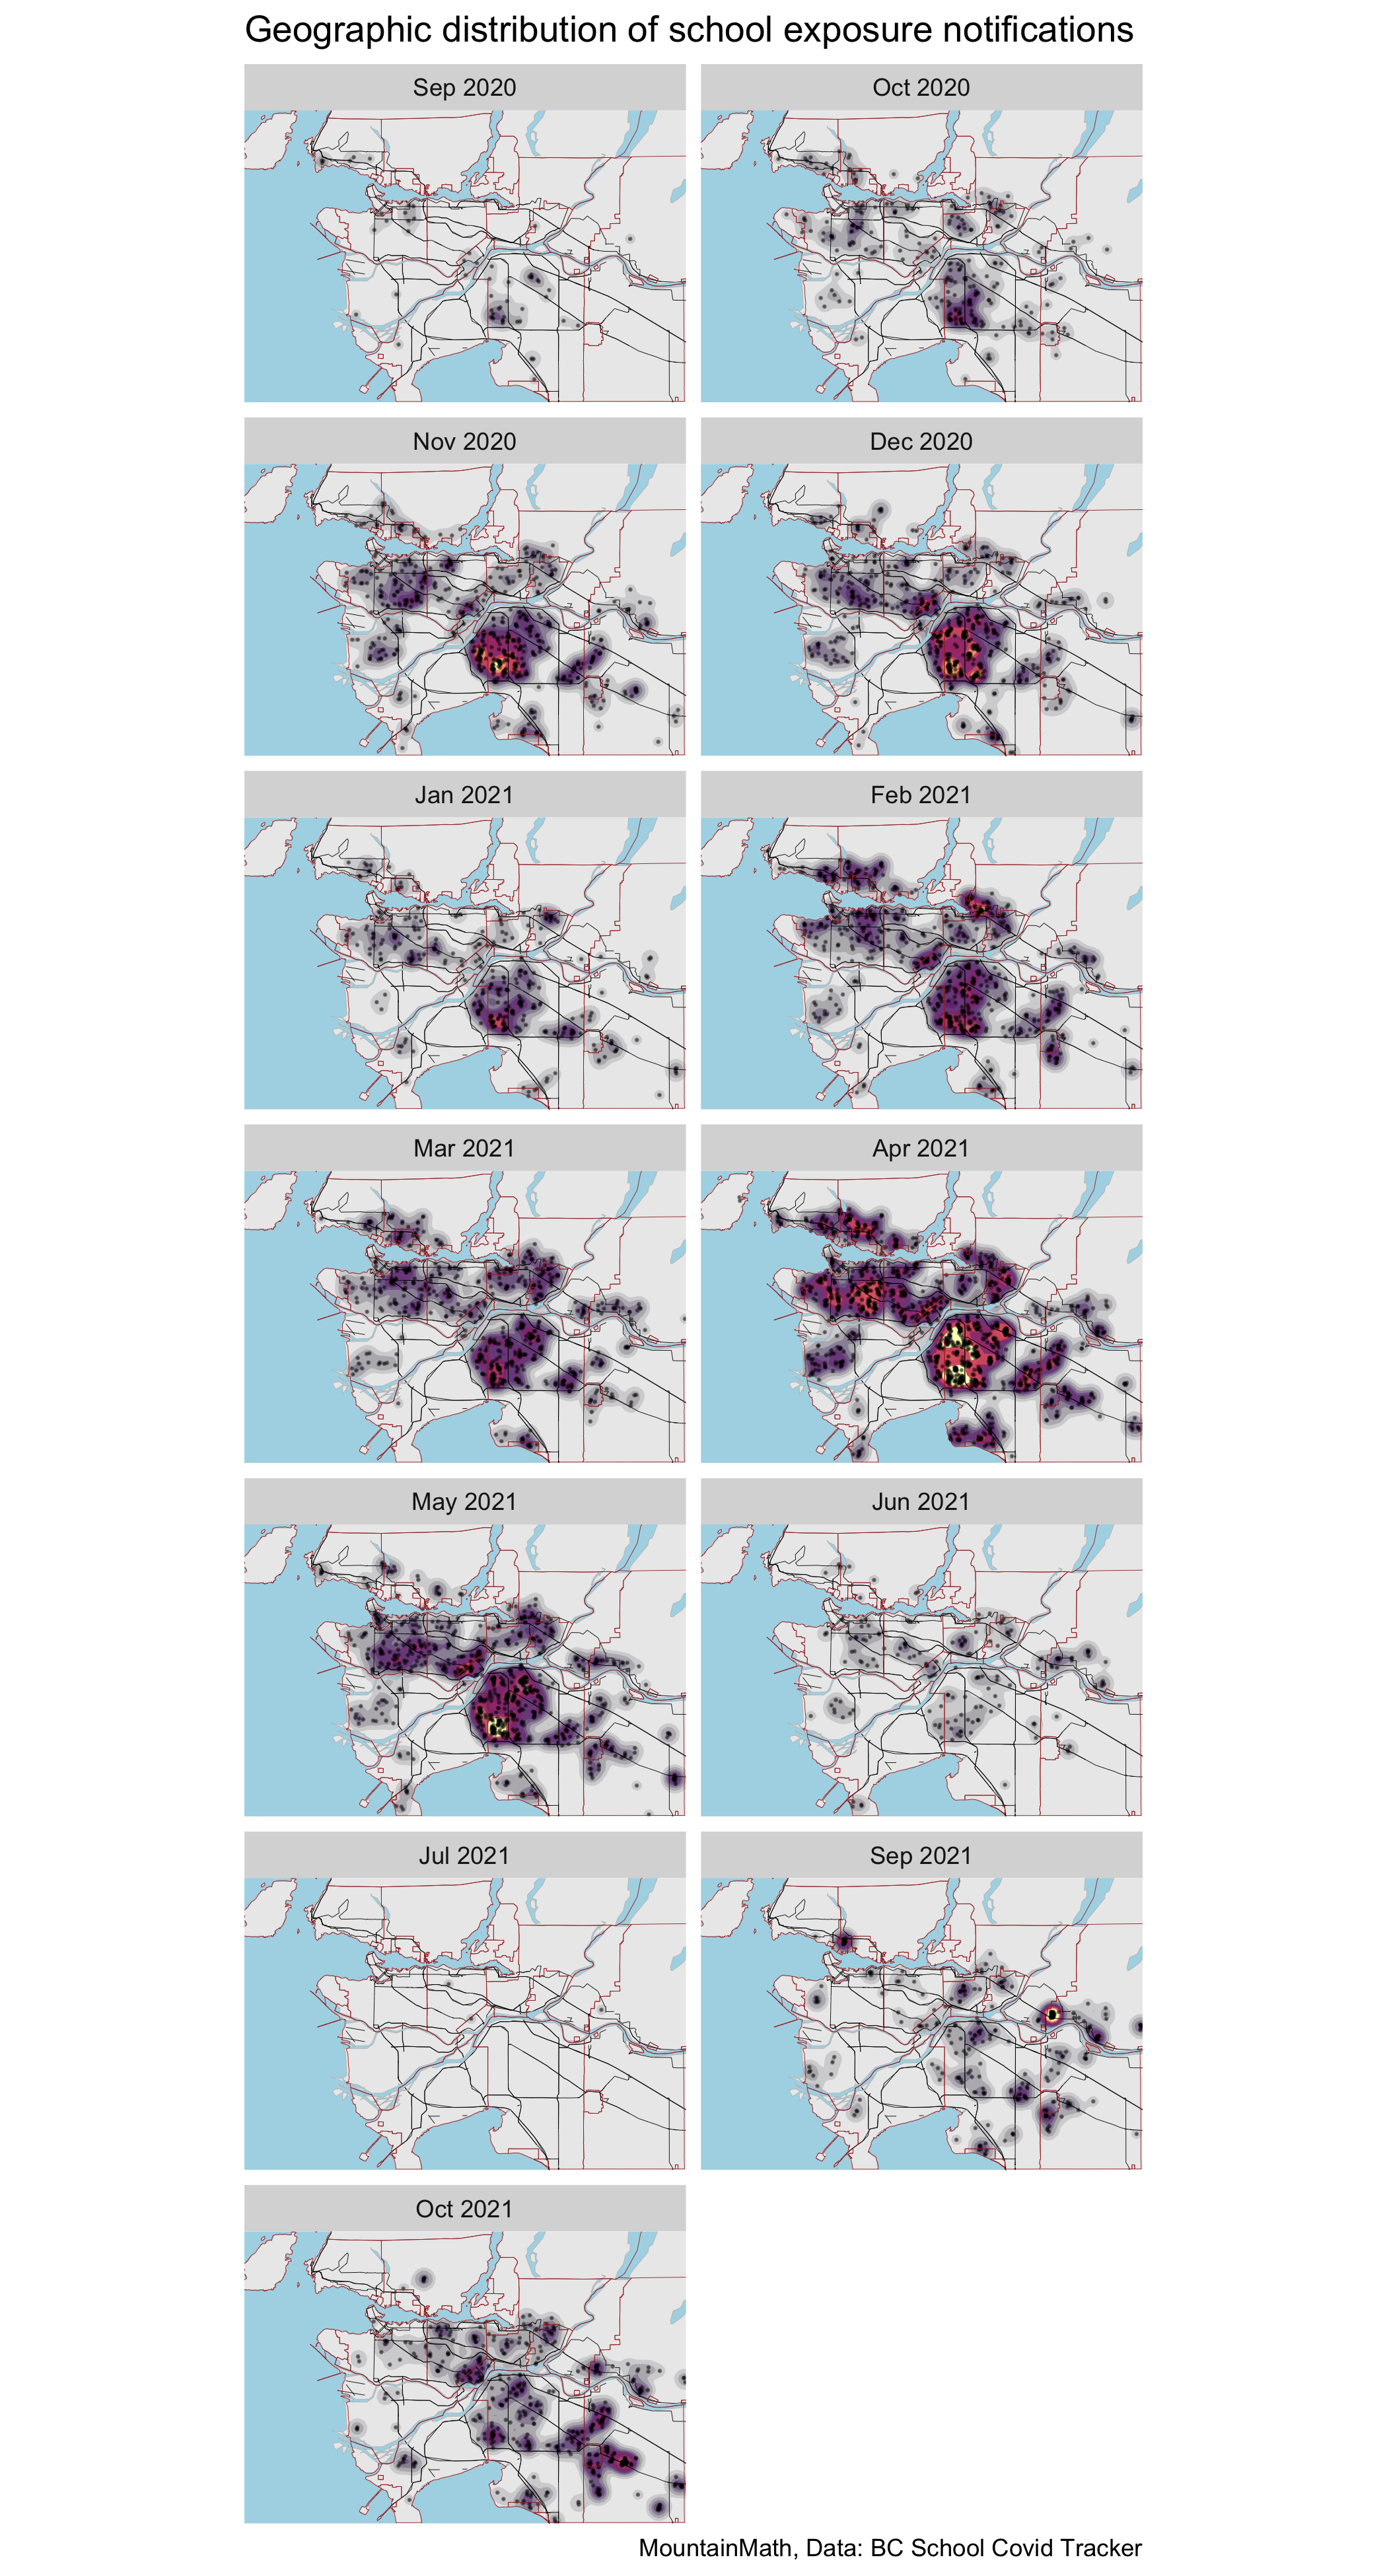 Geographic distribution of school exposure notifications
Sep 2020
Oct 2020
Nov 2020
Dec 2020
Jan 2021
Feb 2021
Mar 2021
Apr 2021
May 2021
Jun 2021
Jul 2021
Sep 2021
Oct 2021
MountainMath, Data: BC School Covid Tracker